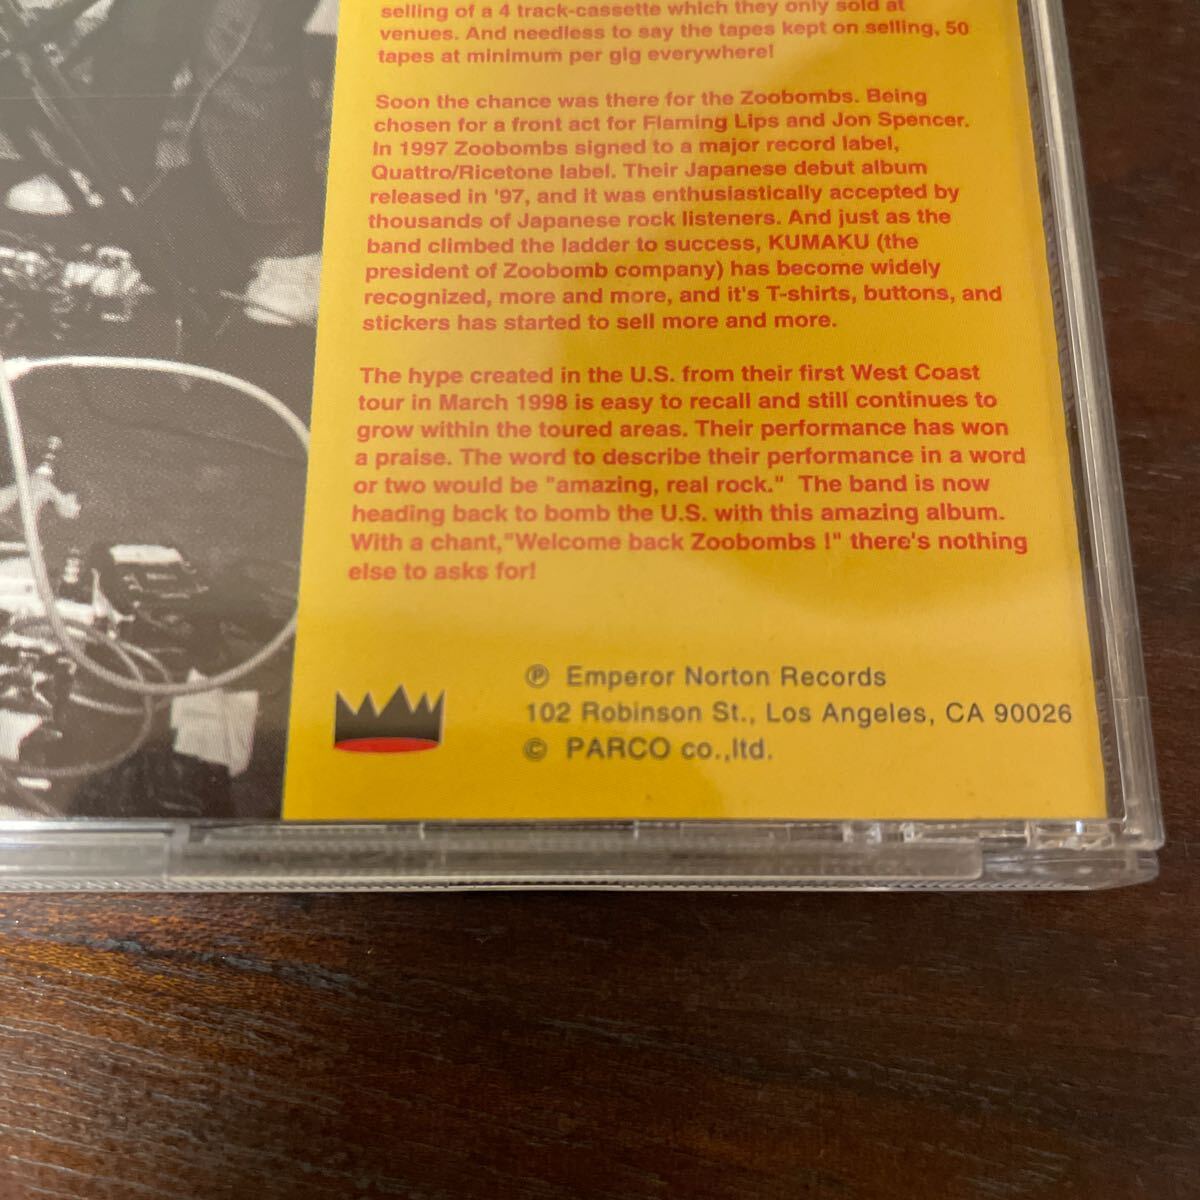 selling of a 4 track-cassette which they only sold at
venues. And needless to say the tapes kept on selling, 50
tapes at minimum per gig everywhere!
Soon the chance was there for the Zoobombs. Being
chosen for a front act for Flaming Lips and Jon Spencer.
In 1997 Zoobombs signed to a major record label,
Quattro/Ricetone label. Their Japanese debut album
released in '97, and it was enthusiastically accepted by
thousands of Japanese rock listeners. And just as the
band climbed the ladder to success, KUMAKU (the
president of Zoobomb company) has become widely
recognized, more and more, and it's T-shirts, buttons, and
stickers has started to sell more and more.
The hype created in the U.S. from their first West Coast
tour in March 1998 is easy to recall and still continues to
grow within the toured areas. Their performance has won
a praise. The word to describe their performance in a word
or two would be "amazing, real rock." The band is now
heading back to bomb the U.S. with this amazing album.
With a chant,"Welcome back Zoobombs !" there's nothing
else to asks for!
℗ Emperor Norton Records
102 Robinson St., Los Angeles, CA 90026
© PARCO co.,ltd.